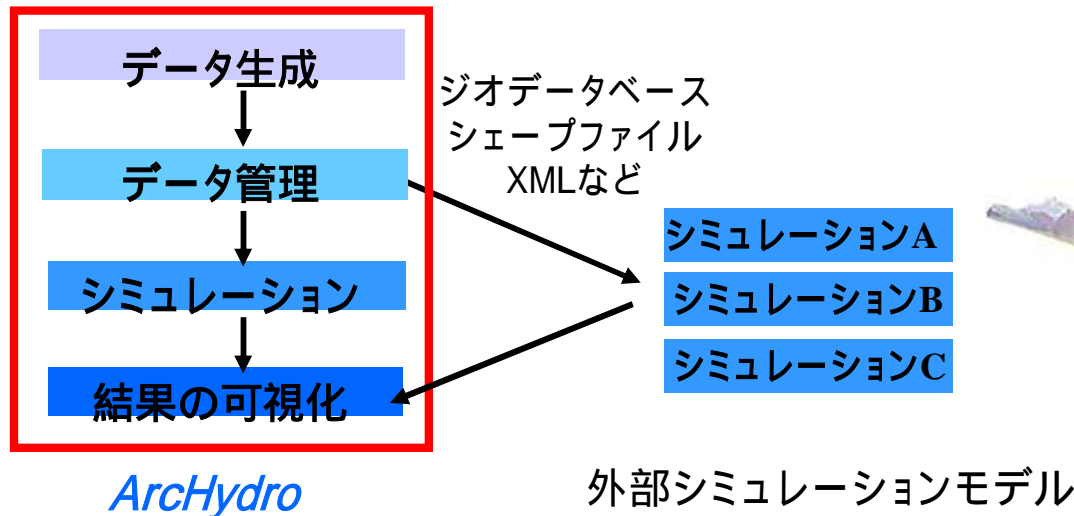 データ生成
データ管理
シミュレーション
結果の可視化
ArcHydro
ジオデータベース
シェープファイル
XMLなど
シミュレーションA
シミュレーションB
シミュレーションC
外部シミュレーションモデル